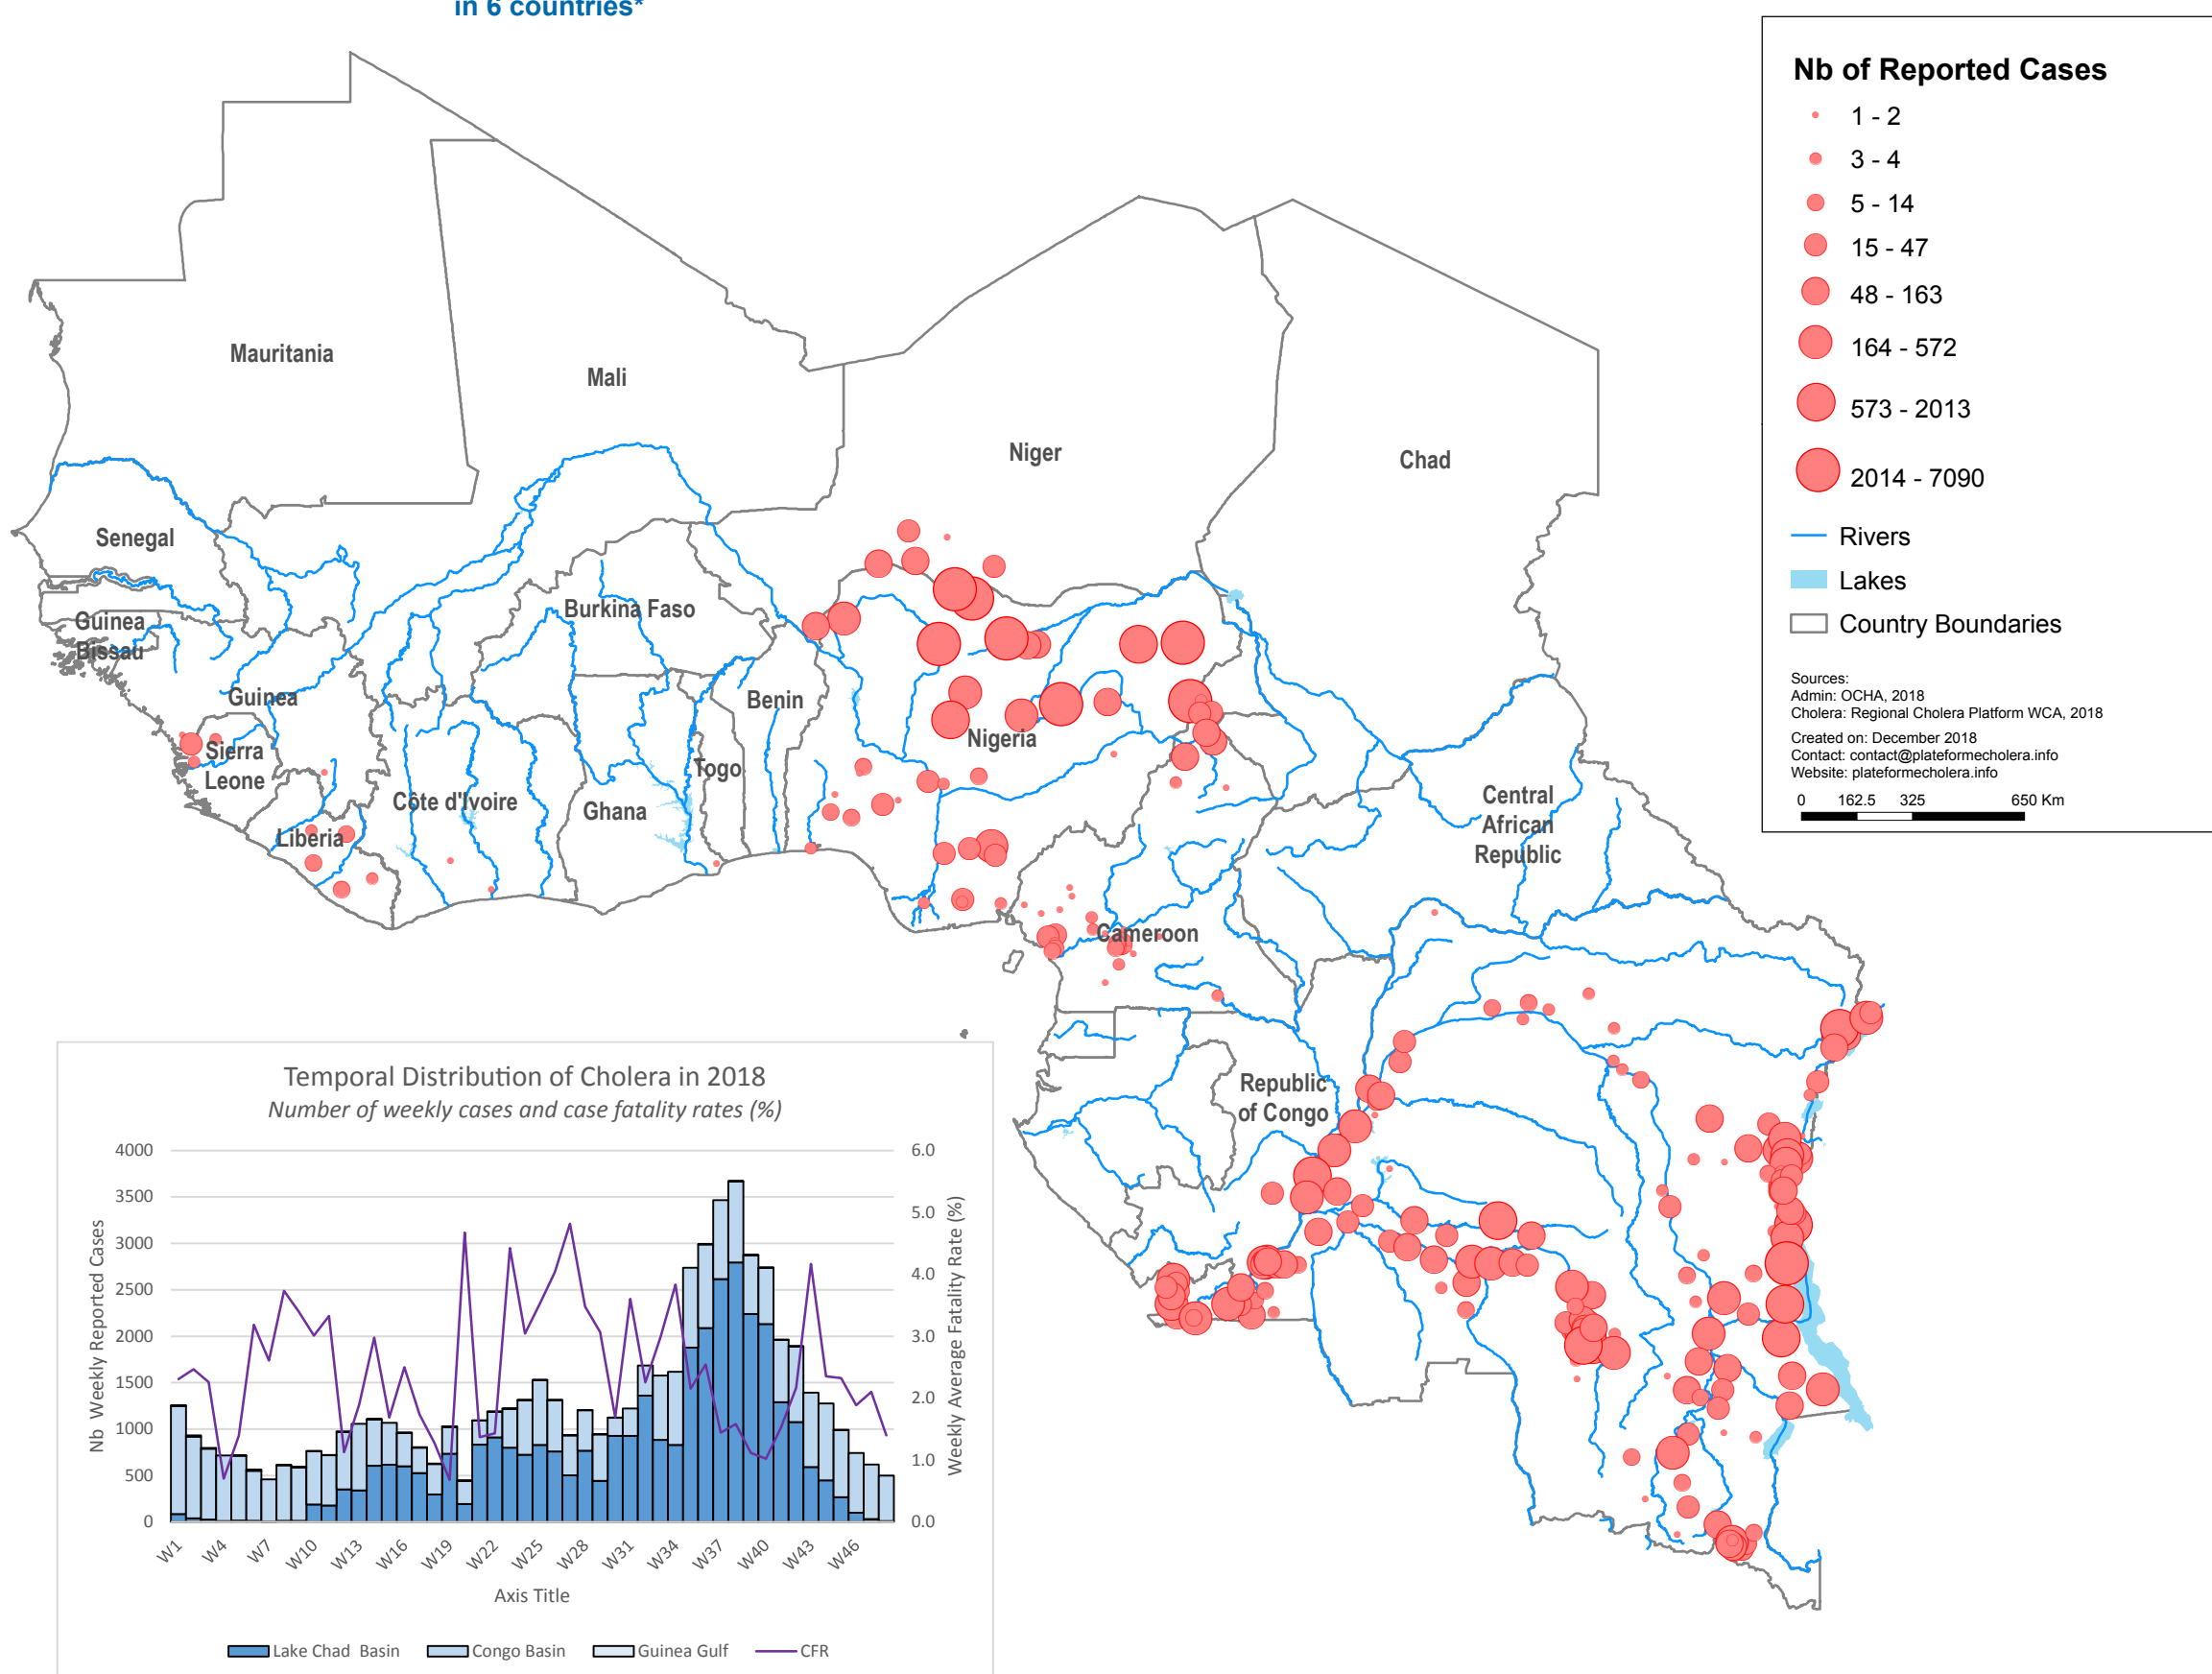 in 6 countries*
Nb of Reported Cases
1 - 2
3 - 4
5 - 14
15 - 47
48 - 163
164 - 572
573 - 2013
2014 - 7090
Rivers
Lakes
Country Boundaries
Sources:
Admin: OCHA, 2018
Cholera: Regional Cholera Platform WCA, 2018
Created on: December 2018
Contact: contact@plateformecholera.info
Website: plateformecholera.info
0 162.5 325 650 Km
Mauritania
Mali
Niger
Chad
Senegal
Guinea
Bissau
Burkina Faso
Guinea
Benin
Nigeria
Sierra
Leone
Togo
Côte d'Ivoire
Ghana
Liberia
Central
African
Republic
Cameroon
Republic
of Congo
Temporal Distribution of Cholera in 2018
Number of weekly cases and case fatality rates (%)
Nb Weekly Reported Cases
4000
3500
3000
2500
2000
1500
1000
500
0
6.0
5.0
4.0
3.0
2.0
1.0
0.0
Weekly Average Fatality Rate (%)
W1 W4 W7 W10 W13 W16 W19 W22 W25 W28 W31 W34 W37 W40 W43 W46
Axis Title
Lake Chad Basin Congo Basin Guinea Gulf CFR